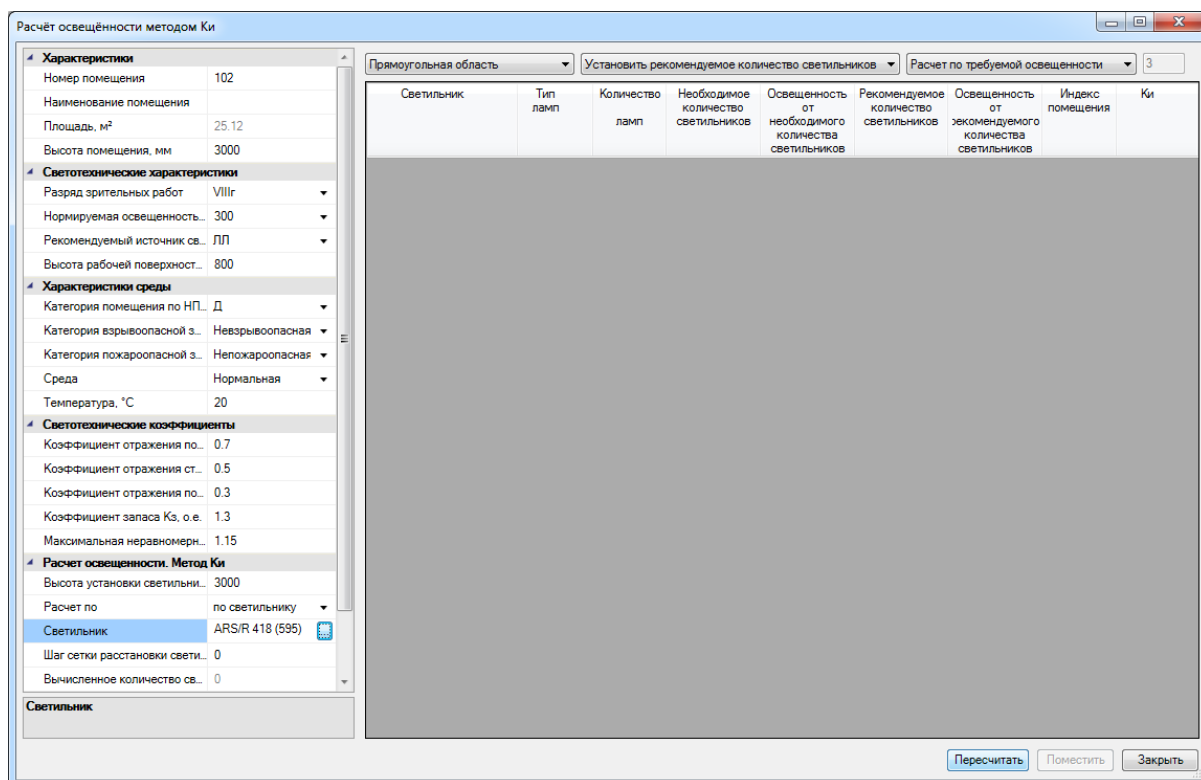 Расчёт освещённости методом Ки
Характеристики
Номер помещения 102
Наименование помещения
Площадь, м² 25.12
Высота помещения, мм 3000
Светотехнические характеристики
Разряд зрительных работ VIIIг
Нормируемая освещенность... 300
Рекомендуемый источник св... ЛЛ
Высота рабочей поверхност... 800
Характеристики среды
Категория помещения по НП... Д
Категория взрывоопасной з... Невзрывоопасная
Категория пожароопасной з... Непожароопасная
Среда Нормальная
Температура, °C 20
Светотехнические коэффициенты
Коэффициент отражения по... 0.7
Коэффициент отражения ст... 0.5
Коэффициент отражения по... 0.3
Коэффициент запаса Кз, о.е. 1.3
Максимальная неравномерн... 1.15
Расчет освещенности. Метод Ки
Высота установки светильни... 3000
Расчет по по светильнику
Светильник ARS/R 418 (595)
Шаг сетки расстановки свети... 0
Вычисленное количество св... 0
Светильник
Прямоугольная область Установить рекомендуемое количество светильников Расчет по требуемой освещенности 3
Светильник
Тип
ламп
Количество
ламп
Необходимое
количество
светильников
Освещенность
от
необходимого
количества
светильников
Рекомендуемое
количество
светильников
Освещенность
от
рекомендуемого
количества
светильников
Индекс
помещения
Ки
Пересчитать Поместить Закрыть